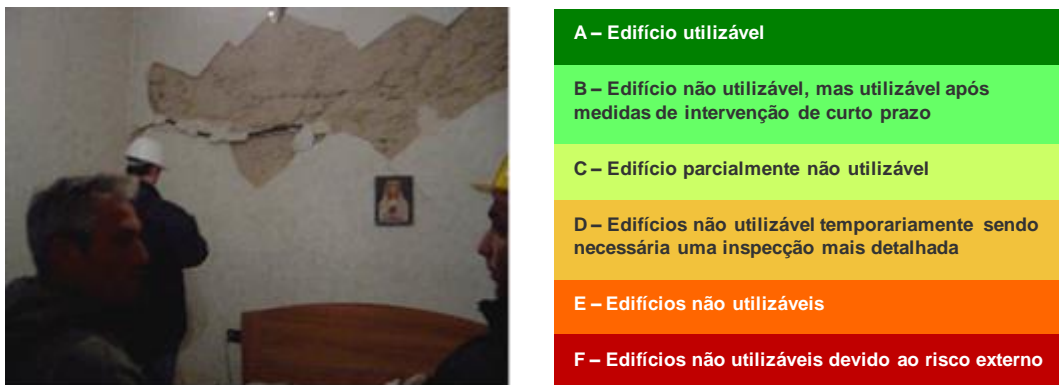 A – Edifício utilizável
B – Edifício não utilizável, mas utilizável após
medidas de intervenção de curto prazo
C – Edifício parcialmente não utilizável
D – Edifícios não utilizável temporariamente sendo
necessária uma inspecção mais detalhada
E – Edifícios não utilizáveis
F – Edifícios não utilizáveis devido ao risco externo